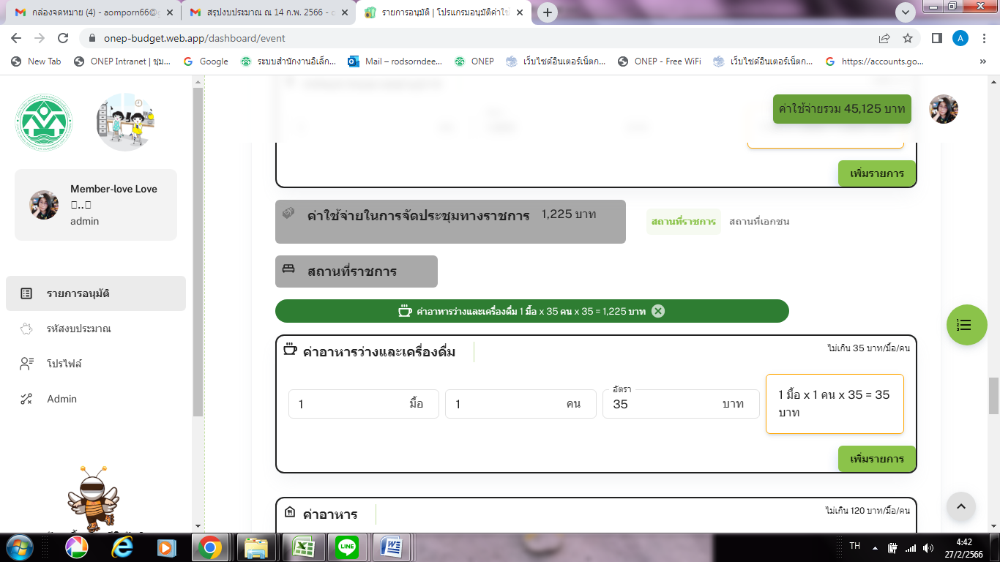 กล่องจดหมาย (4) - aomporn66@g
สรุปงบประมาณ ณ 14 ก.พ. 2566 - c
รายการอนุมัติ | โปรแกรมอนุมัติค่าใช้
onep-budget.web.app/dashboard/event
A
New Tab
ONEP Intranet | ชุม...
Google
ระบบสำนักงานอิเล็ก...
Mail – rodsorndee...
ONEP
เว็บไซต์อินเตอร์เน็ตก...
ONEP - Free WiFi
เว็บไซต์อินเตอร์เน็ตก...
https://accounts.go...
»
ค่าใช้จ่ายรวม 45,125 บาท
Member-love Love
admin
รายการอนุมัติ
รหัสงบประมาณ
โปรไฟล์
Admin
เพิ่มรายการ
ค่าใช้จ่ายในการจัดประชุมทางราชการ 1,225 บาท
สถานที่ราชการ สถานที่เอกชน
สถานที่ราชการ
ค่าอาหารว่างและเครื่องดื่ม 1 มื้อ x 35 คน x 35 = 1,225 บาท
ค่าอาหารว่างและเครื่องดื่ม
ไม่เกิน 35 บาท/มื้อ/คน
1 มื้อ
1 คน
อัตรา
35 บาท
1 มื้อ x 1 คน x 35 = 35
บาท
เพิ่มรายการ
ค่าอาหาร
ไม่เกิน 120 บาท/มื้อ/คน
LINE
TH
4:42
27/2/2566